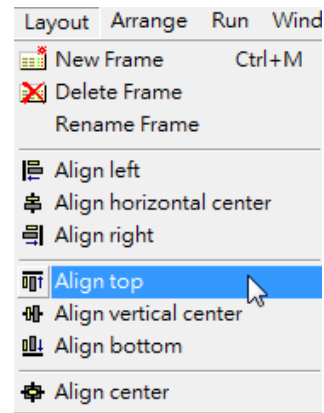 Layout Arrange Run Wind
New Frame Ctrl+M
Delete Frame
Rename Frame
Align left
Align horizontal center
Align right
Align top
Align vertical center
Align bottom
Align center